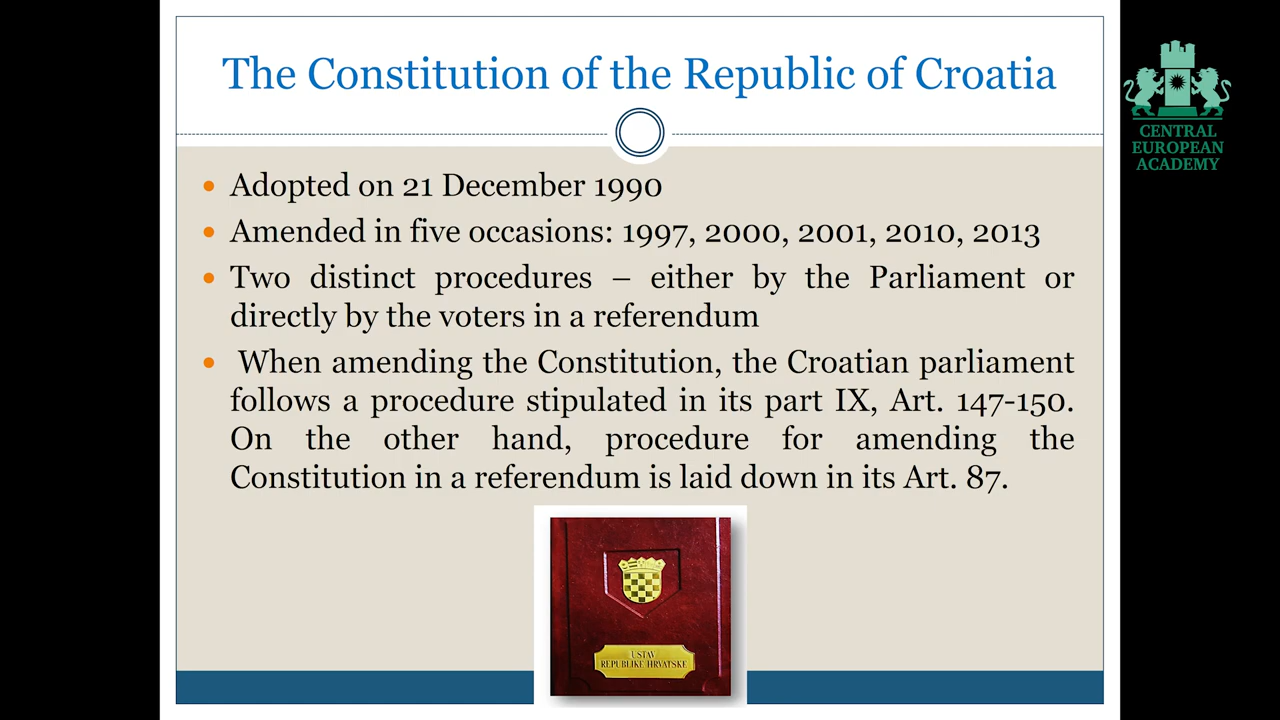 The Constitution of the Republic of Croatia
CENTRAL
EUROPEAN
ACADEMY
Adopted on 21 December 1990
Amended in five occasions: 1997, 2000, 2001, 2010, 2013
Two distinct procedures – either by the Parliament or
directly by the voters in a referendum
When amending the Constitution, the Croatian parliament
follows a procedure stipulated in its part IX, Art. 147-150.
On the other hand, procedure for amending the
Constitution in a referendum is laid down in its Art. 87.
USTAV
REPUBLIKE HRVATSKE